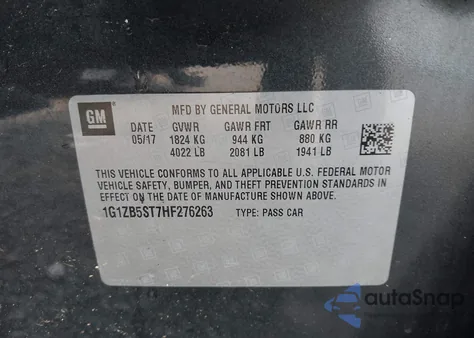 GM
MFD BY GENERAL MOTORS LLC
DATE GVWR GAWR FRT GAWR RR
05/17 1824 KG 944 KG 880 KG
4022 LB 2081 LB 1941 LB
THIS VEHICLE CONFORMS TO ALL APPLICABLE U.S. FEDERAL MOTOR
VEHICLE SAFETY, BUMPER, AND THEFT PREVENTION STANDARDS IN
EFFECT ON THE DATE OF MANUFACTURE SHOWN ABOVE.
1G1ZB5ST7HF276263 TYPE: PASS CAR
autoSnap